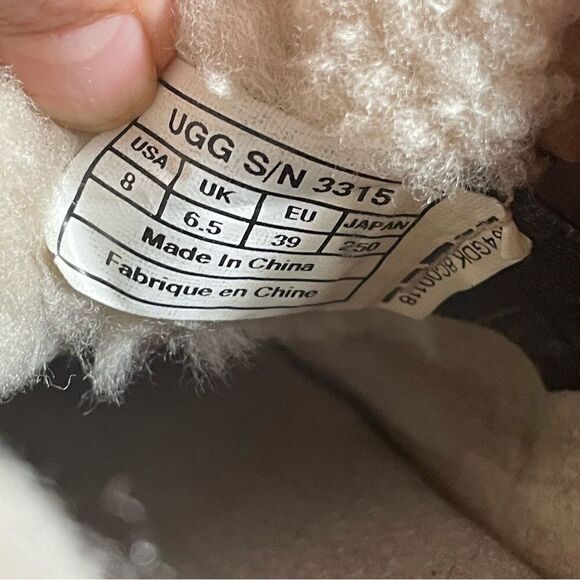 UGG S/N 3315
USA UK EU JAPAN
8 6.5 39 250
Made In China
Fabrique en Chine